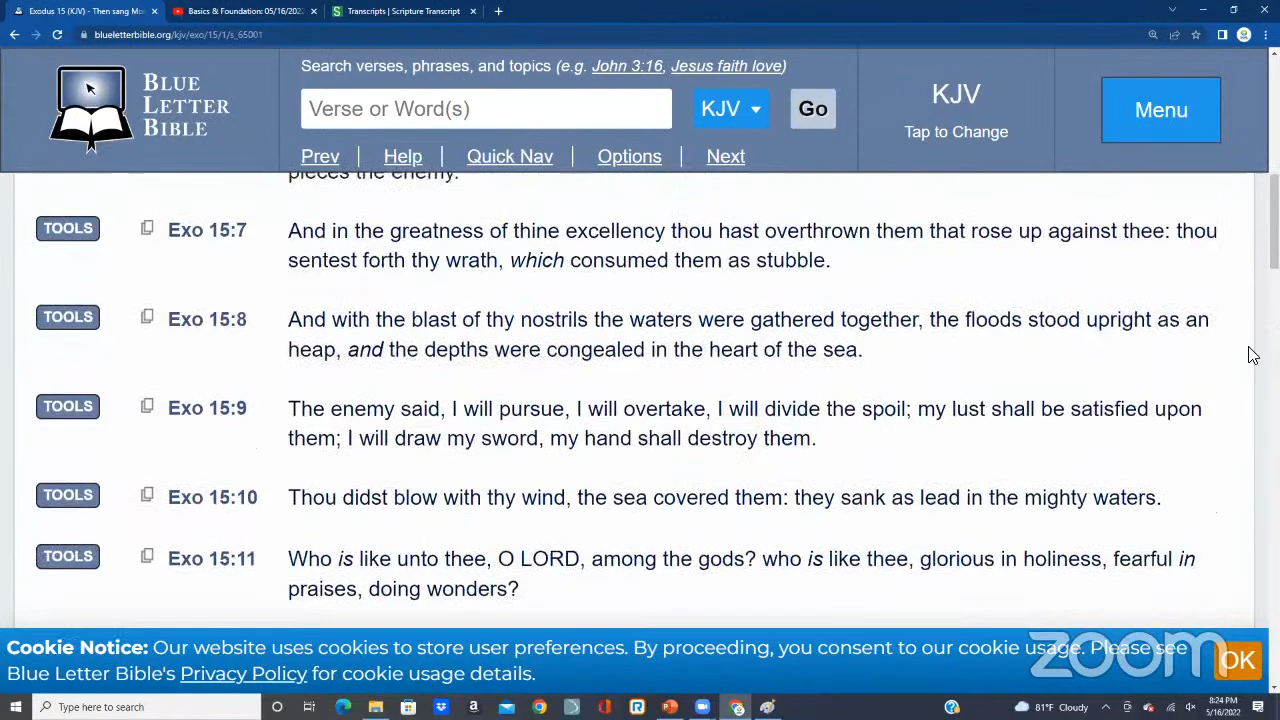 Exodus 15 (KJV) - Then sang Mo
Basics & Foundation: 05/16/2022
Transcripts | Scripture Transcript
blueletterbible.org/kjv/exo/15/1/s_65001
BLUE
LETTER
BIBLE
Search verses, phrases, and topics (e.g. John 3:16, Jesus faith love)
Verse or Word(s)
KJV
Go
KJV
Tap to Change
Menu
Prev | Help | Quick Nav | Options | Next
pieces the enemy.
TOOLS Exo 15:7 And in the greatness of thine excellency thou hast overthrown them that rose up against thee: thou
sentest forth thy wrath, which consumed them as stubble.
TOOLS Exo 15:8 And with the blast of thy nostrils the waters were gathered together, the floods stood upright as an
heap, and the depths were congealed in the heart of the sea.
TOOLS Exo 15:9 The enemy said, I will pursue, I will overtake, I will divide the spoil; my lust shall be satisfied upon
them; I will draw my sword, my hand shall destroy them.
TOOLS Exo 15:10 Thou didst blow with thy wind, the sea covered them: they sank as lead in the mighty waters.
TOOLS Exo 15:11 Who is like unto thee, O LORD, among the gods? who is like thee, glorious in holiness, fearful in
praises, doing wonders?
Cookie Notice: Our website uses cookies to store user preferences. By proceeding, you consent to our cookie usage. Please see
Blue Letter Bible's Privacy Policy for cookie usage details.
OK
zoom
Type here to search
81°F Cloudy
8:24 PM
5/16/2022